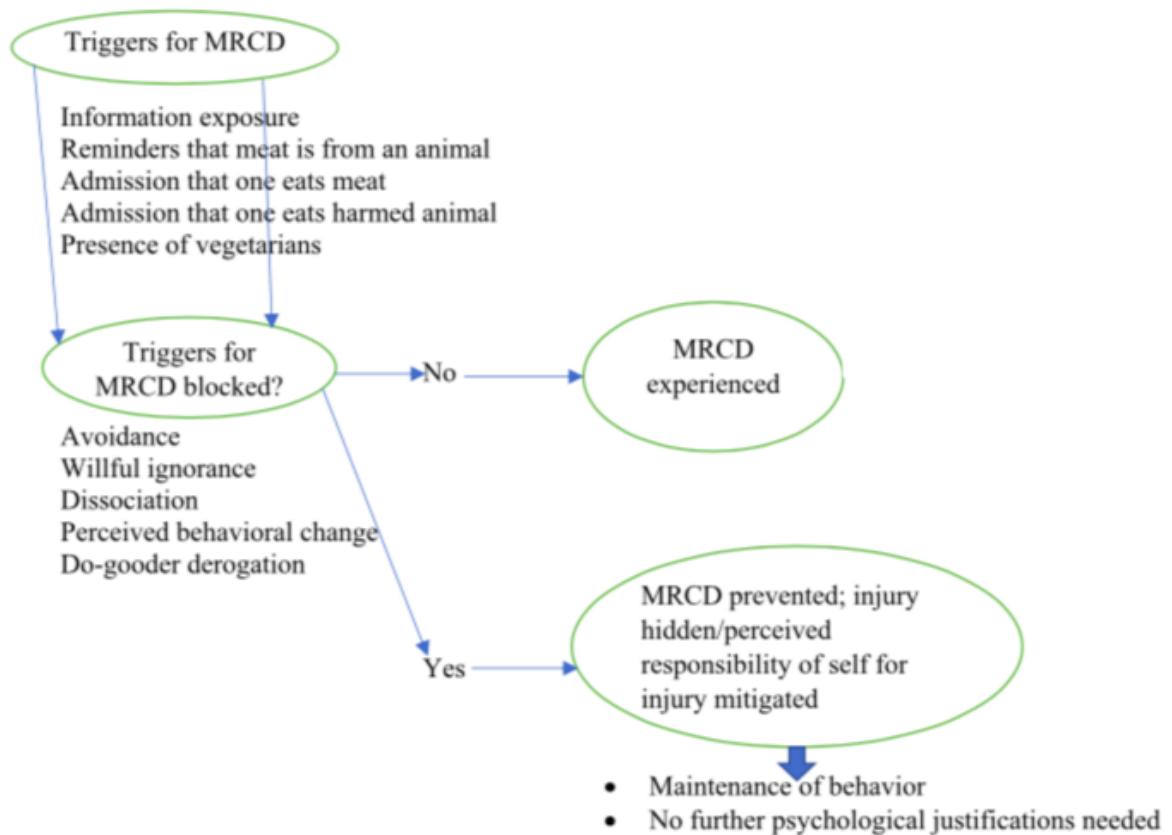 Triggers for MRCD
Information exposure
Reminders that meat is from an animal
Admission that one eats meat
Admission that one eats harmed animal
Presence of vegetarians
Triggers for
MRCD blocked?
No
MRCD
experienced
Avoidance
Willful ignorance
Dissociation
Perceived behavioral change
Do-gooder derogation
Yes
MRCD prevented; injury
hidden/perceived
responsibility of self for
injury mitigated
• Maintenance of behavior
• No further psychological justifications needed